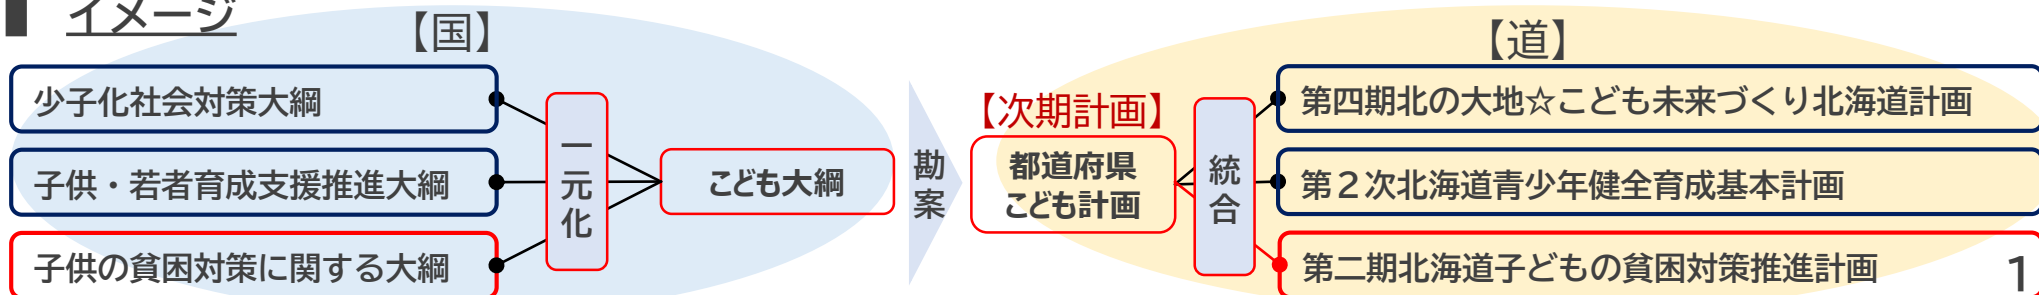 イメージ
【国】
少子化社会対策大綱
子供・若者育成支援推進大綱
子供の貧困対策に関する大綱
一元化
こども大綱
勘案
【道】
【次期計画】
都道府県
こども計画
統合
第四期北の大地☆こども未来づくり北海道計画
第2次北海道青少年健全育成基本計画
第二期北海道子どもの貧困対策推進計画
1